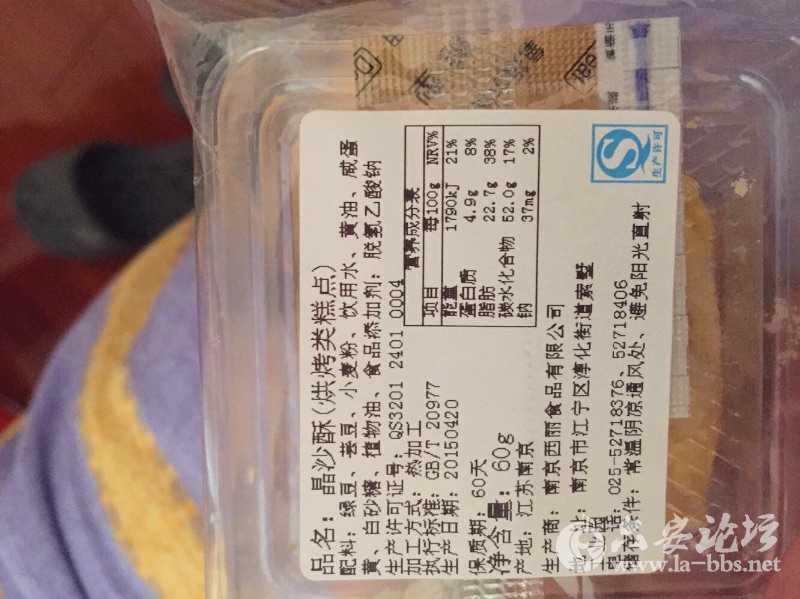 品名：晶沙酥(烘烤类糕点)
配料：绿豆、芸豆、小麦粉、饮用水、黄油、咸蛋
黄、白砂糖、植物油、食品添加剂：脱氢乙酸钠
生产许可证号：QS3201 2401 0004
加工方式：热加工
执行标准：GB/T 20977
生产日期：20150420
保质期：60天
净含量：60g
产地：江苏南京
生产商：南京西丽食品有限公司
址：南京市江宁区淳化街道索墅
话：025-52718376、52718406
储存条件：常温阴凉通风处、避免阳光直射
营养成分表
项目 每100g NRV%
能量 1790kJ 21%
蛋白质 4.9g 8%
脂肪 22.7g 38%
碳水化合物 52.0g 17%
钠 37mg 2%
生产许可
论坛
www.la-bbs.net